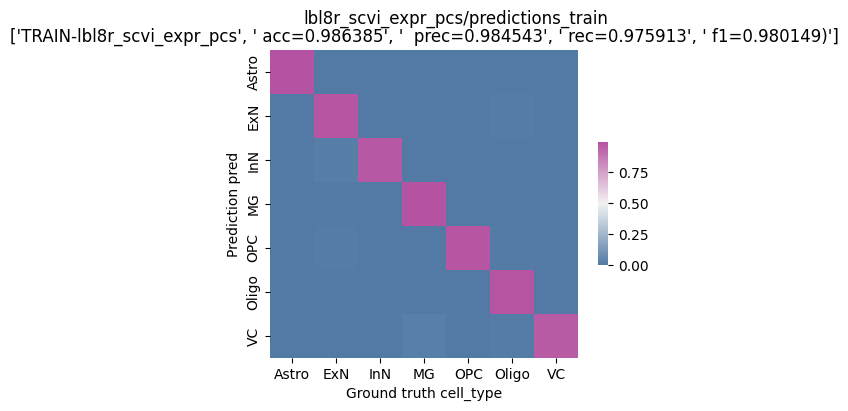 lbl8r_scvi_expr_pcs/predictions_train
['TRAIN-lbl8r_scvi_expr_pcs', ' acc=0.986385', '  prec=0.984543', ' rec=0.975913', ' f1=0.980149)']
Astro
ExN
InN
MG
OPC
Oligo
VC
Prediction pred
Astro ExN InN MG OPC Oligo VC
Ground truth cell_type
0.75
0.50
0.25
0.00